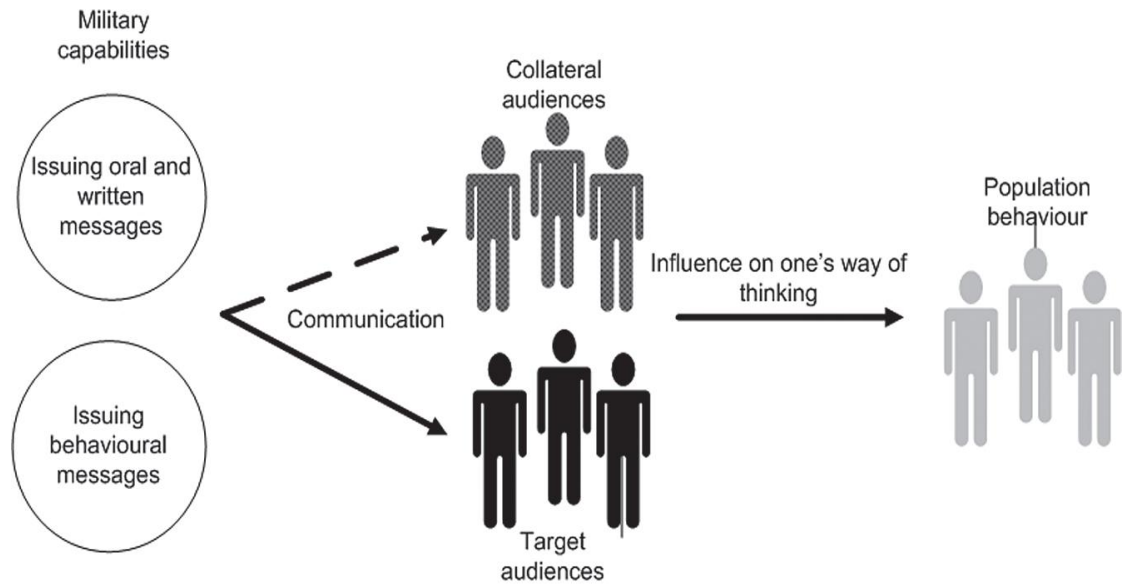 Military
capabilities
Issuing oral and
written
messages
Issuing
behavioural
messages
Communication
Collateral
audiences
Target
audiences
Influence on one’s way of
thinking
Population
behaviour